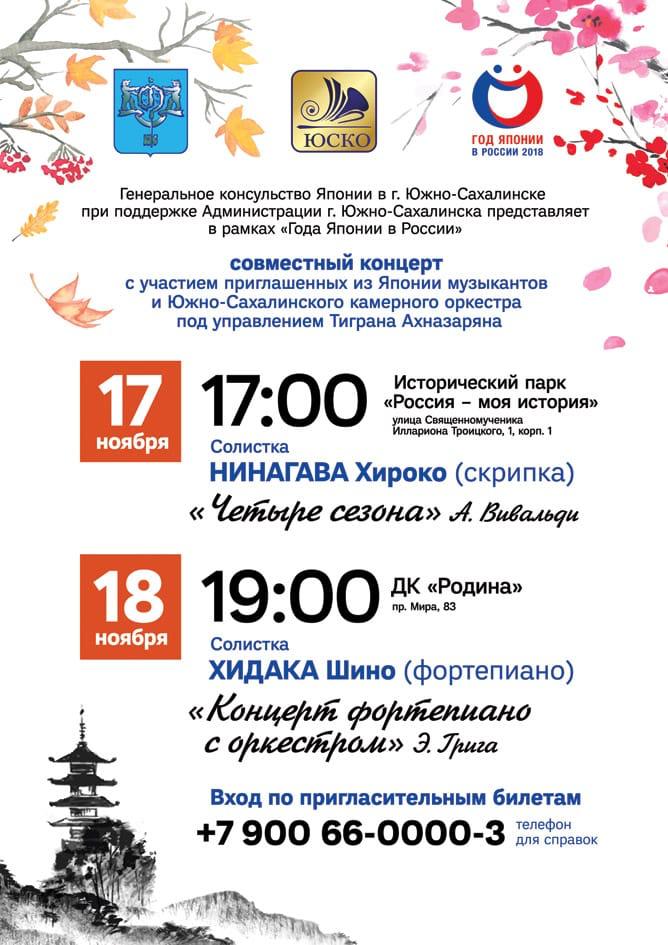 ЮСКО
ГОД ЯПОНИИ
В РОССИИ 2018
Генеральное консульство Японии в г. Южно-Сахалинске
при поддержке Администрации г. Южно-Сахалинска представляет
в рамках «Года Японии в России»
совместный концерт
с участием приглашенных из Японии музыкантов
и Южно-Сахалинского камерного оркестра
под управлением Тиграна Ахназаряна
17
ноября
17:00
Исторический парк
«Россия – моя история»
улица Священномученика
Иллариона Троицкого, 1, корп. 1
Солистка
НИНАГАВА Хироко (скрипка)
«Четыре сезона» А. Вивальди
18
ноября
19:00
ДК «Родина»
пр. Мира, 83
Солистка
ХИДАКА Шино (фортепиано)
«Концерт фортепиано
с оркестром» Э. Грига
Вход по пригласительным билетам
+7 900 66-0000-3
телефон
для справок